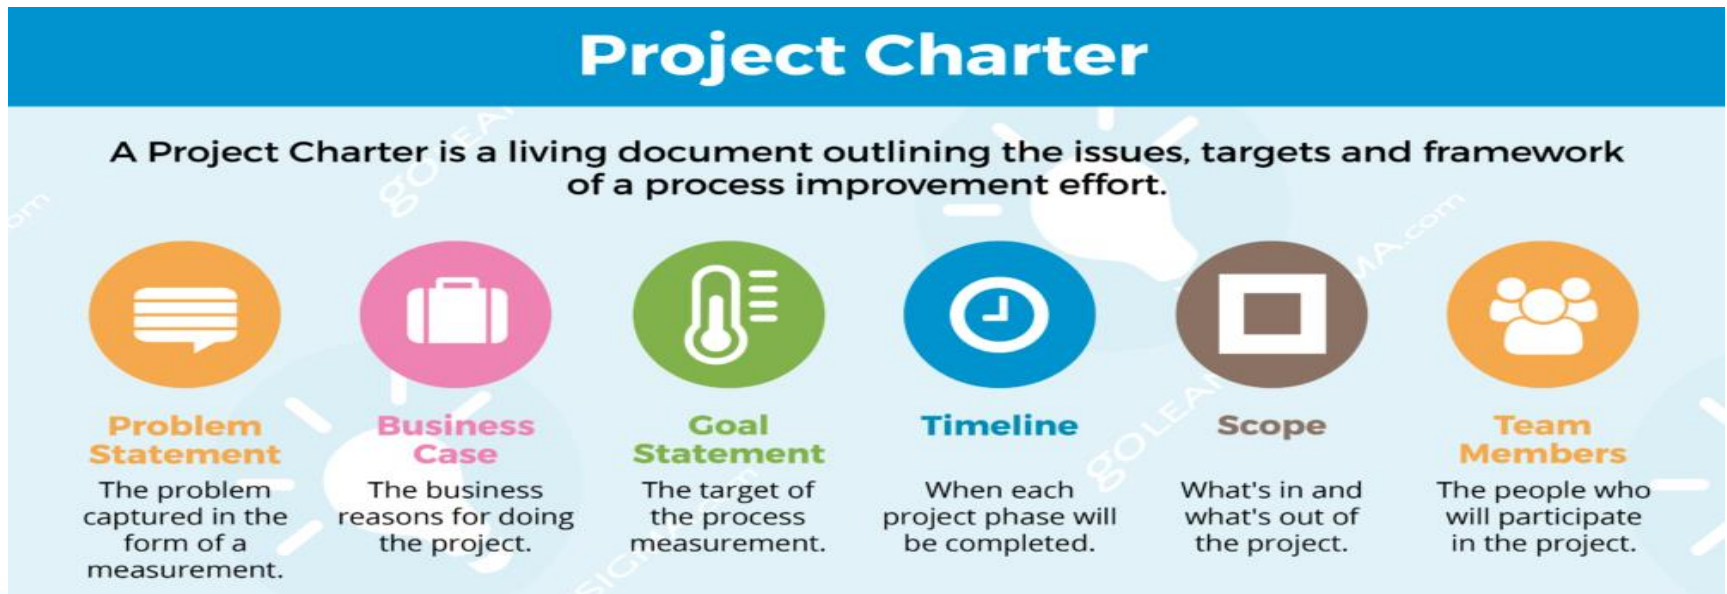 Project Charter
A Project Charter is a living document outlining the issues, targets and framework
of a process improvement effort.
Problem
Statement
The problem
captured in the
form of a
measurement.
Business
Case
The business
reasons for doing
the project.
Goal
Statement
The target of
the process
measurement.
Timeline
When each
project phase will
be completed.
Scope
What's in and
what's out of
the project.
Team
Members
The people who
will participate
in the project.